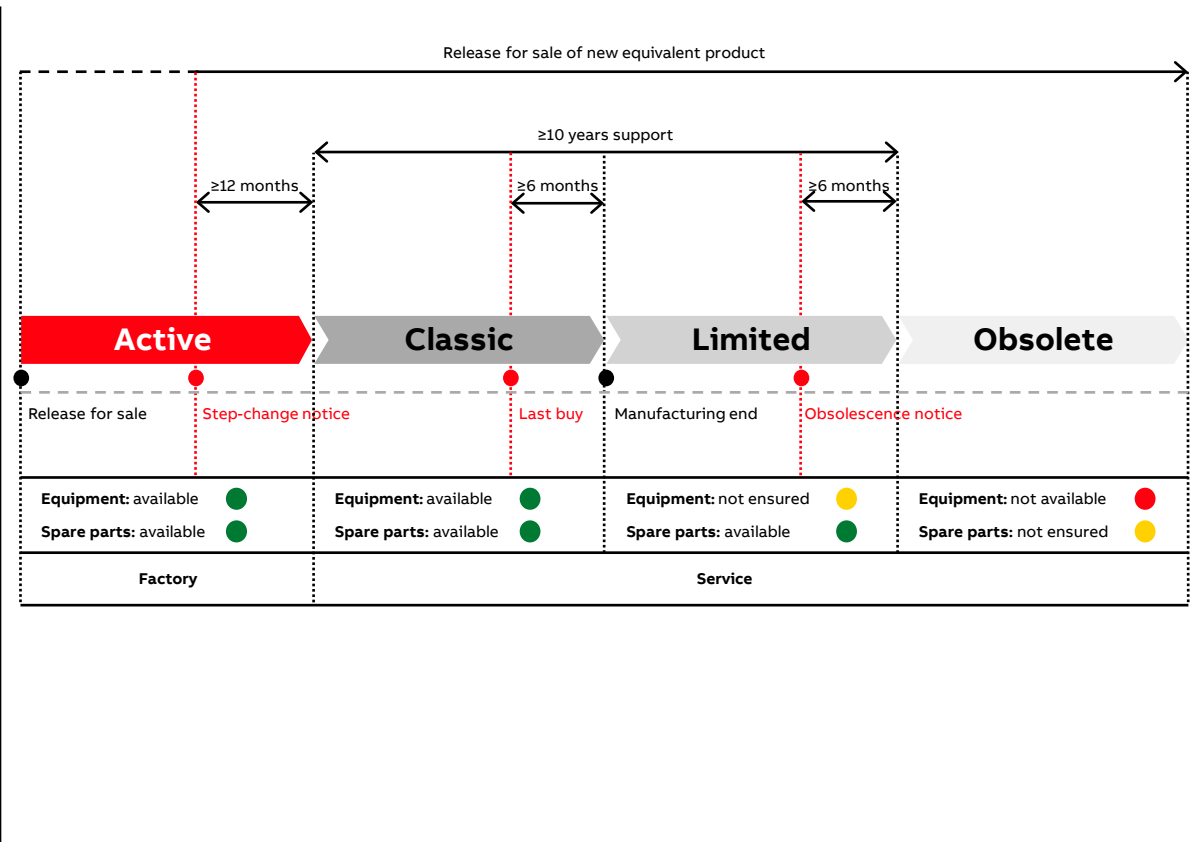 Release for sale of new equivalent product
≥10 years support
≥12 months
≥6 months
≥6 months
Active
Classic
Limited
Obsolete
Release for sale
Step-change notice
Last buy
Manufacturing end
Obsolescence notice
Equipment: available
Equipment: available
Equipment: not ensured
Equipment: not available
Spare parts: available
Spare parts: available
Spare parts: available
Spare parts: not ensured
Factory
Service